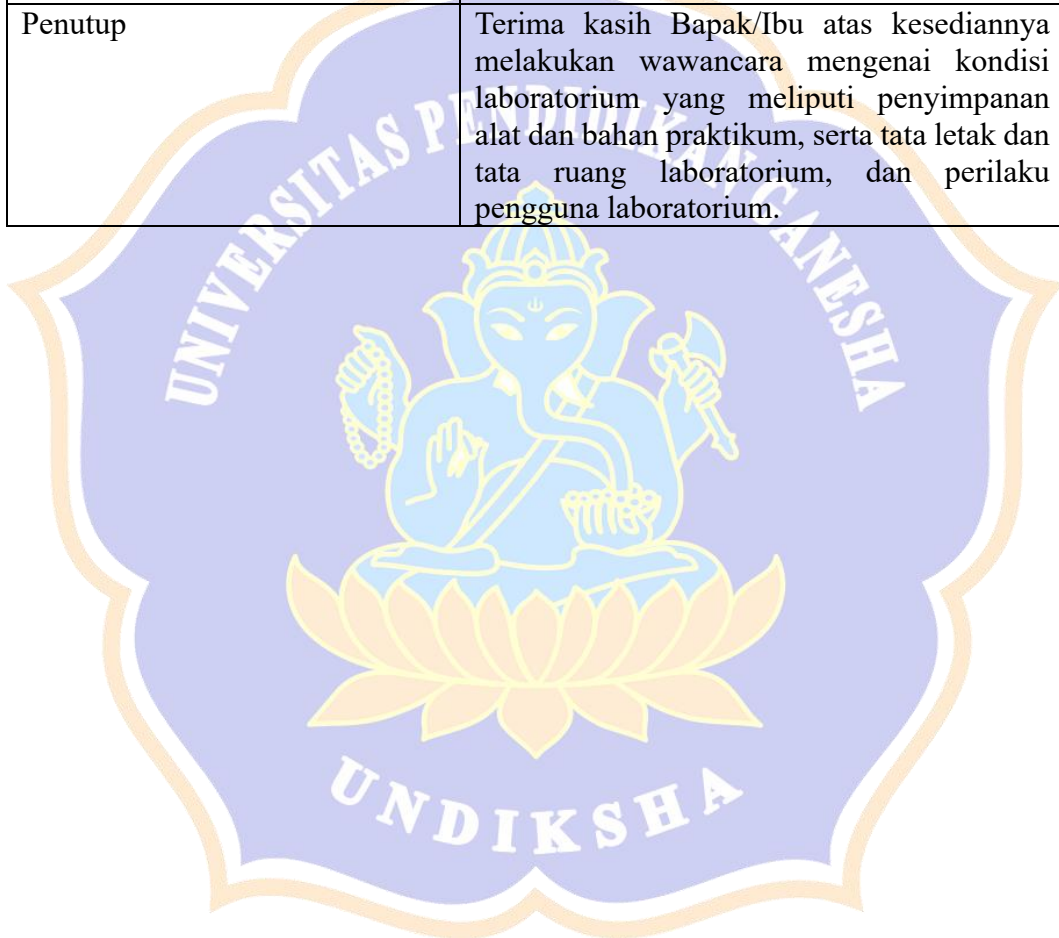 Penutup
Terima kasih Bapak/Ibu atas kesediannya
melakukan wawancara mengenai kondisi
laboratorium yang meliputi penyimpanan
alat dan bahan praktikum, serta tata letak dan
tata ruang laboratorium, dan perilaku
pengguna laboratorium.
UNIVERSITAS PENDIDIKAN GANESHA
UNDIKSHA